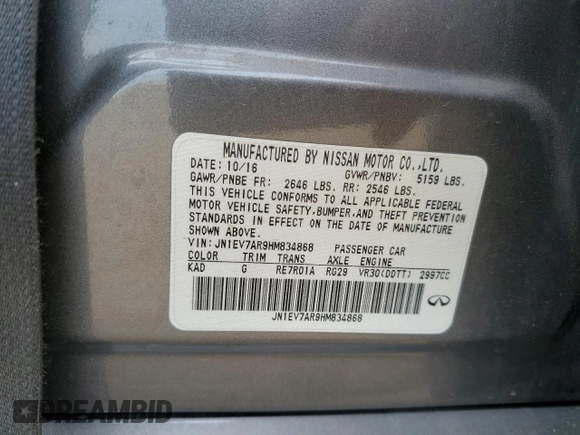 MANUFACTURED BY NISSAN MOTOR CO.,LTD.
DATE: 10/16 GVWR/PNBV: 5159 LBS.
GAWR/PNBE FR: 2646 LBS. RR: 2546 LBS.
THIS VEHICLE CONFORMS TO ALL APPLICABLE FEDERAL
MOTOR VEHICLE SAFETY,BUMPER,AND THEFT PREVENTION
STANDARDS IN EFFECT ON THE DATE OF MANUFACTURE
SHOWN ABOVE.
VIN: JN1EV7AR9HM834868 PASSENGER CAR
COLOR TRIM TRANS AXLE ENGINE
KAD G RE7R01A RG29 VR30(DDTT) 2997CC
JN1EV7AR9HM834868
DREAMBID